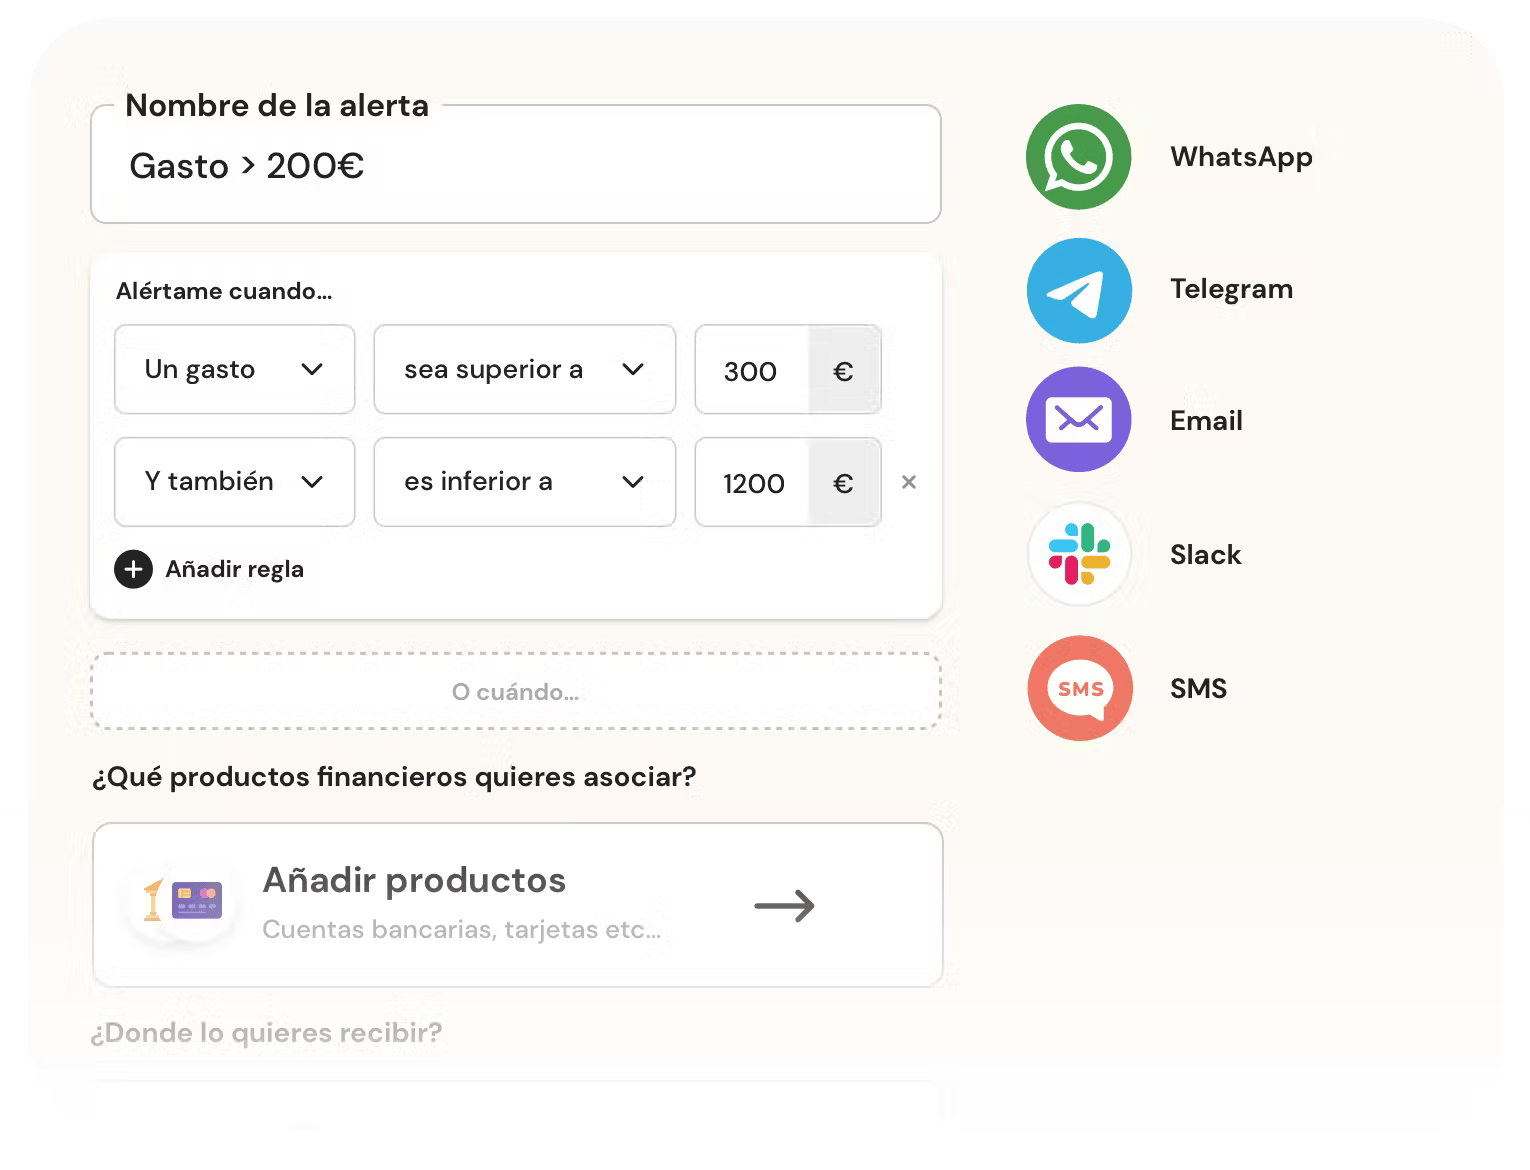 Nombre de la alerta
Gasto > 200€
Alértame cuando...
Un gasto
sea superior a
300 €
Y también
es inferior a
1200 €
Añadir regla
O cuándo...
¿Qué productos financieros quieres asociar?
Añadir productos
Cuentas bancarias, tarjetas etc...
¿Donde lo quieres recibir?
WhatsApp
Telegram
Email
Slack
SMS
SMS